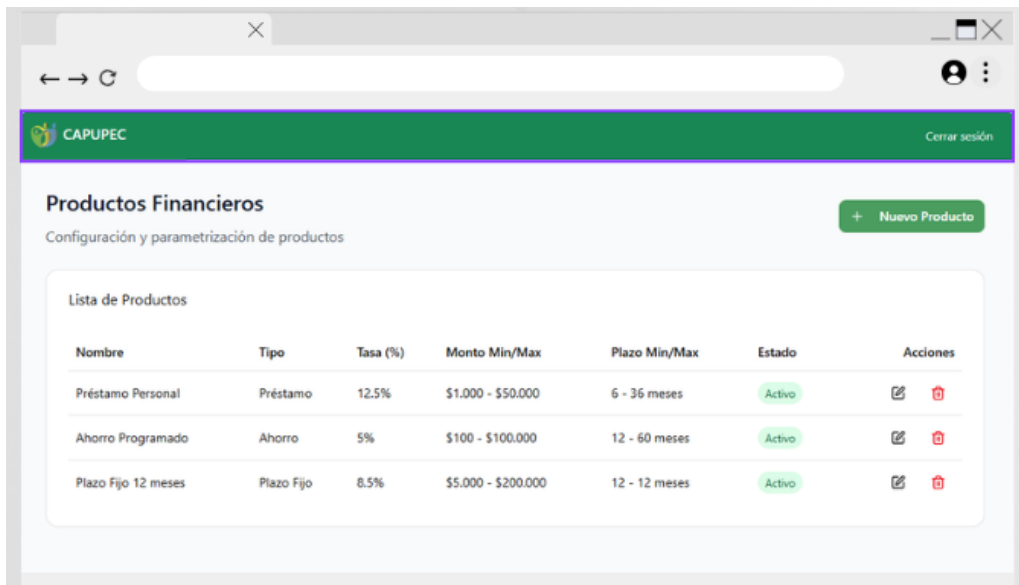 CAPUPEC
Cerrar sesión
Productos Financieros
+ Nuevo Producto
Configuración y parametrización de productos
Lista de Productos
Nombre Tipo Tasa (%) Monto Min/Max Plazo Min/Max Estado Acciones
Préstamo Personal Préstamo 12.5% $1.000 - $50.000 6 - 36 meses Activo
Ahorro Programado Ahorro 5% $100 - $100.000 12 - 60 meses Activo
Plazo Fijo 12 meses Plazo Fijo 8.5% $5.000 - $200.000 12 - 12 meses Activo